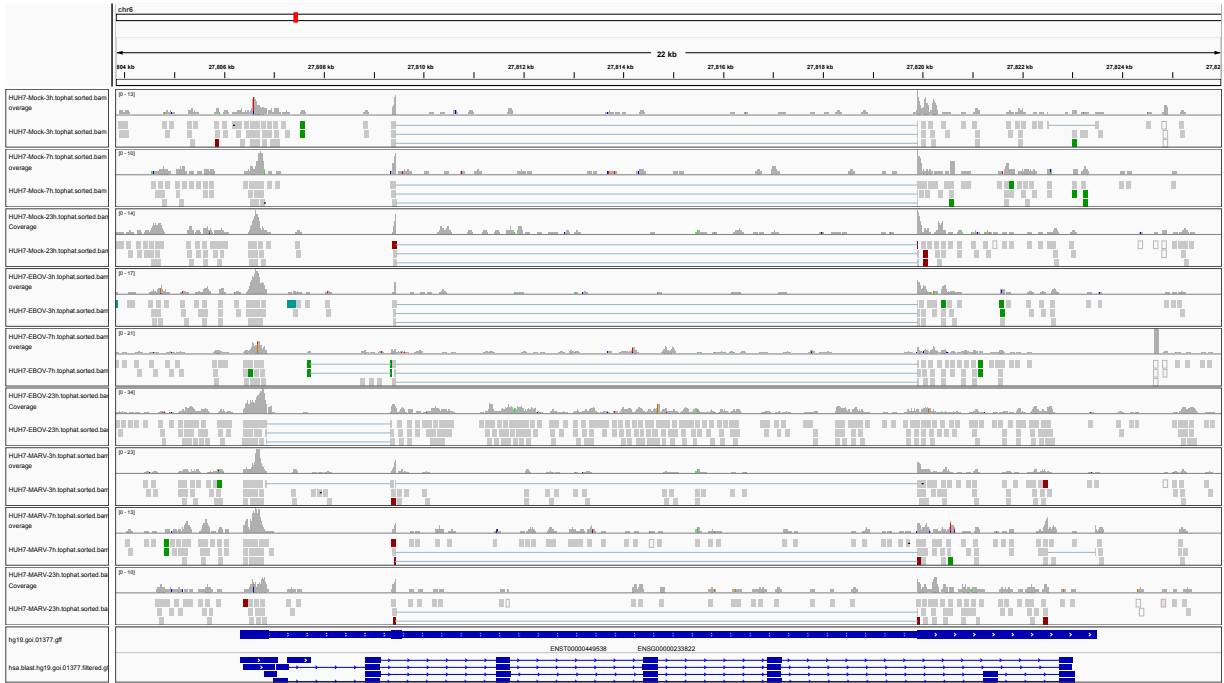 chr6
22 kb
804 kb 27,806 kb 27,808 kb 27,810 kb 27,812 kb 27,814 kb 27,816 kb 27,818 kb 27,820 kb 27,822 kb 27,824 kb 27,82
HUH7-Mock-3h.tophat.sorted.bam
overage
[0 - 13]
HUH7-Mock-3h.tophat.sorted.bam
HUH7-Mock-7h.tophat.sorted.bam
overage
[0 - 10]
HUH7-Mock-7h.tophat.sorted.bam
HUH7-Mock-23h.tophat.sorted.bam
Coverage
[0 - 14]
HUH7-Mock-23h.tophat.sorted.bam
HUH7-EBOV-3h.tophat.sorted.bam
overage
[0 - 17]
HUH7-EBOV-3h.tophat.sorted.bam
HUH7-EBOV-7h.tophat.sorted.bam
overage
[0 - 21]
HUH7-EBOV-7h.tophat.sorted.bam
HUH7-EBOV-23h.tophat.sorted.ba
Coverage
[0 - 34]
HUH7-EBOV-23h.tophat.sorted.ba
HUH7-MARV-3h.tophat.sorted.bam
overage
[0 - 23]
HUH7-MARV-3h.tophat.sorted.bam
HUH7-MARV-7h.tophat.sorted.bam
overage
[0 - 13]
HUH7-MARV-7h.tophat.sorted.bam
HUH7-MARV-23h.tophat.sorted.ba
Coverage
[0 - 10]
HUH7-MARV-23h.tophat.sorted.ba
hg19.goi.01377.gff
ENST00000449538 ENSG00000233822
hsa.blast.hg19.goi.01377.filtered.gf